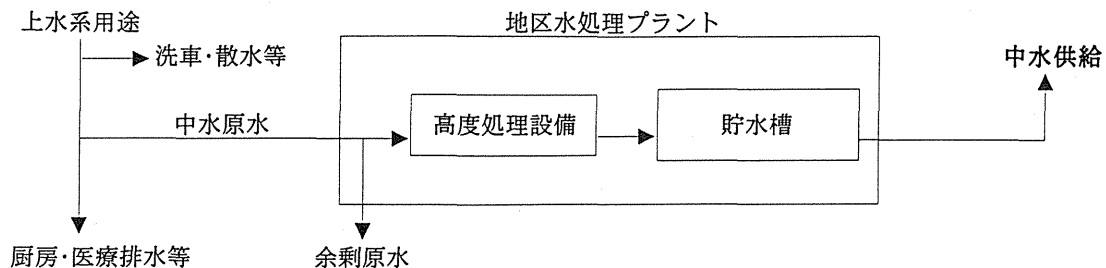 上水系用途
地区水処理プラント
洗車・散水等
中水供給
中水原水
高度処理設備
貯水槽
厨房・医療排水等
余剰原水